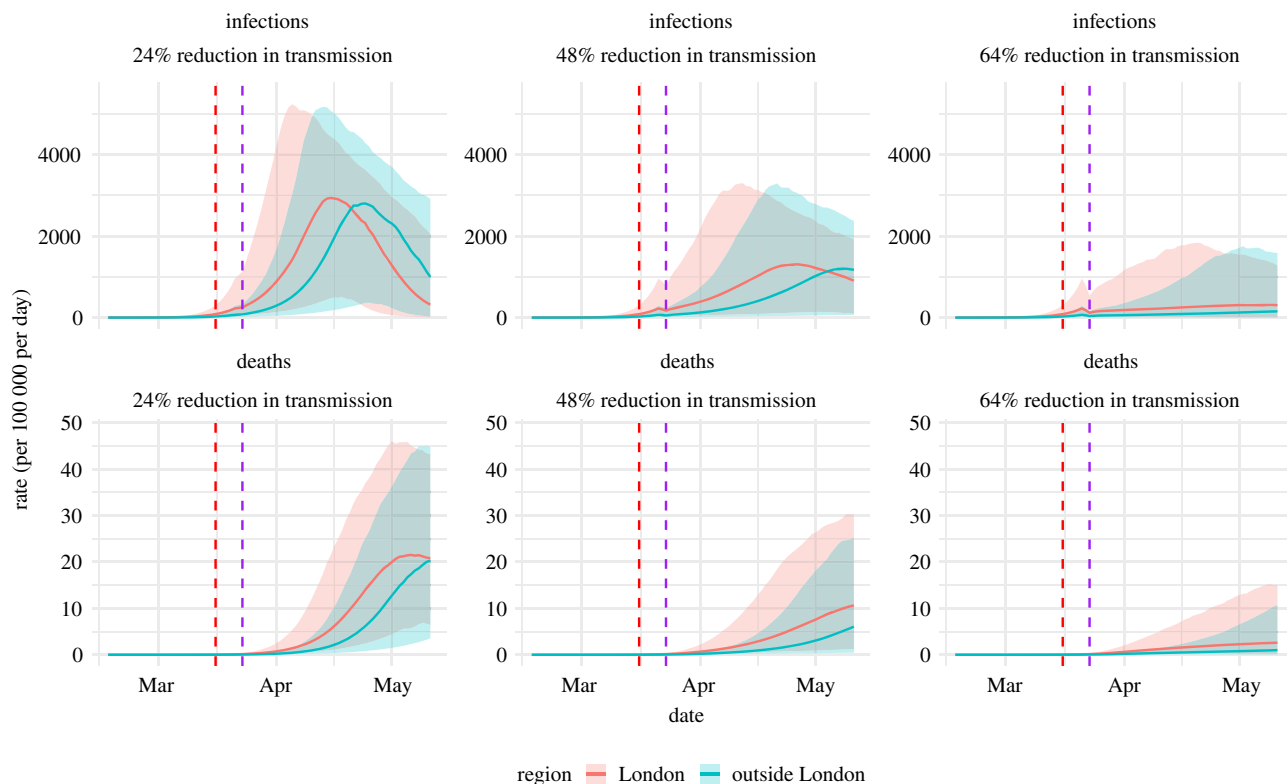 infections
24% reduction in transmission
infections
48% reduction in transmission
infections
64% reduction in transmission
4000
2000
0
4000
2000
0
4000
2000
0
rate (per 100 000 per day)
deaths
24% reduction in transmission
deaths
48% reduction in transmission
deaths
64% reduction in transmission
50
40
30
20
10
0
50
40
30
20
10
0
50
40
30
20
10
0
Mar Apr May
Mar Apr May
Mar Apr May
date
region London outside London